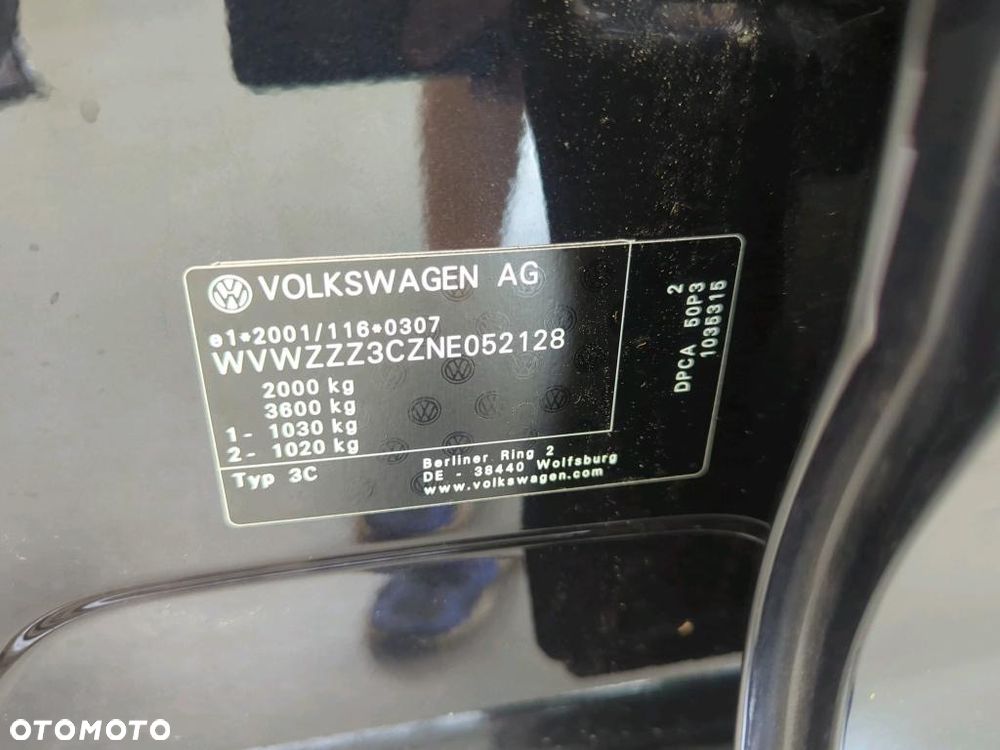 VOLKSWAGEN AG
e1*2001/116*0307
WVWZZZ3CZNE052128
2000 kg
3600 kg
1- 1030 kg
2- 1020 kg
Typ 3C
Berliner Ring 2
DE - 38440 Wolfsburg
www.volkswagen.com
2
DPCA 50P3
1035315
OTOMOTO